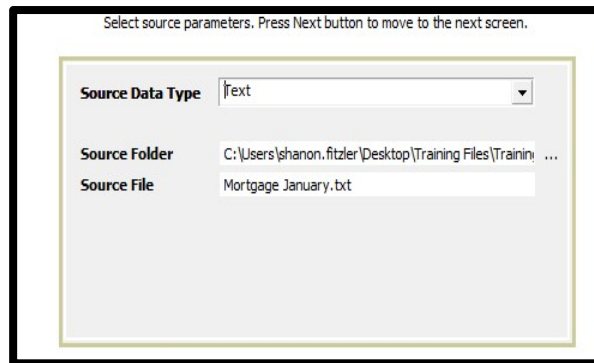 Select source parameters. Press Next button to move to the next screen.
Source Data Type Text
Source Folder C:\Users\shanon.fitzler\Desktop\Training Files\Training ...
Source File Mortgage January.txt